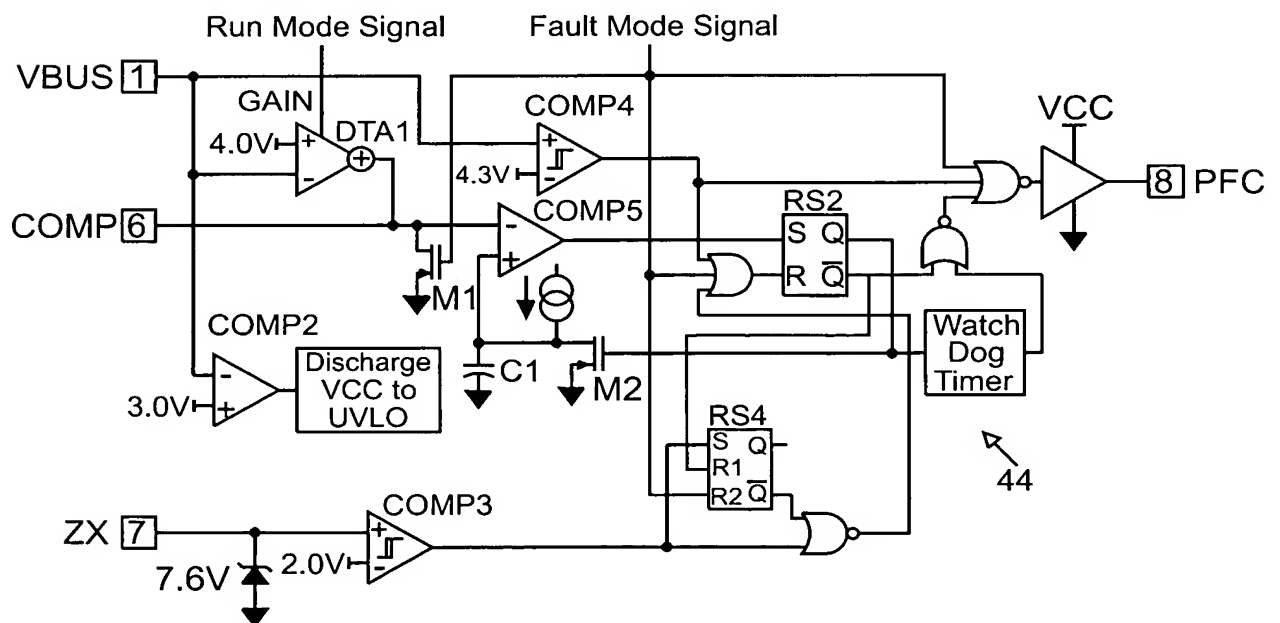 Run Mode Signal
Fault Mode Signal
VBUS 1
GAIN
COMP4
VCC
4.0V
+
-
DTA1
+
+
-
4.3V
8 PFC
COMP 6
COMP5
-
+
RS2
S Q
R Q̅
M1
COMP2
-
3.0V
+
Discharge
VCC to
UVLO
C1
M2
Watch
Dog
Timer
RS4
S Q
R1
R2 Q̅
44
ZX 7
COMP3
+
-
2.0V
7.6V